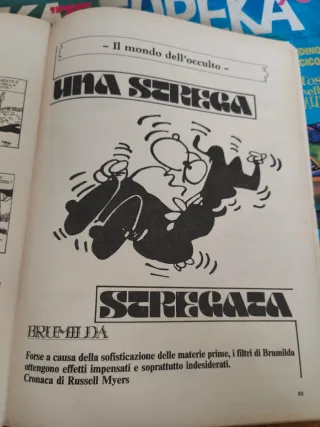 EUREKA
- Il mondo dell'occulto -
UNA STREGA
STREGATA
BRUMILDA
Forse a causa della sofisticazione delle materie prime, i filtri di Brumilda
ottengono effetti impensati e soprattutto indesiderati.
Cronaca di Russell Myers